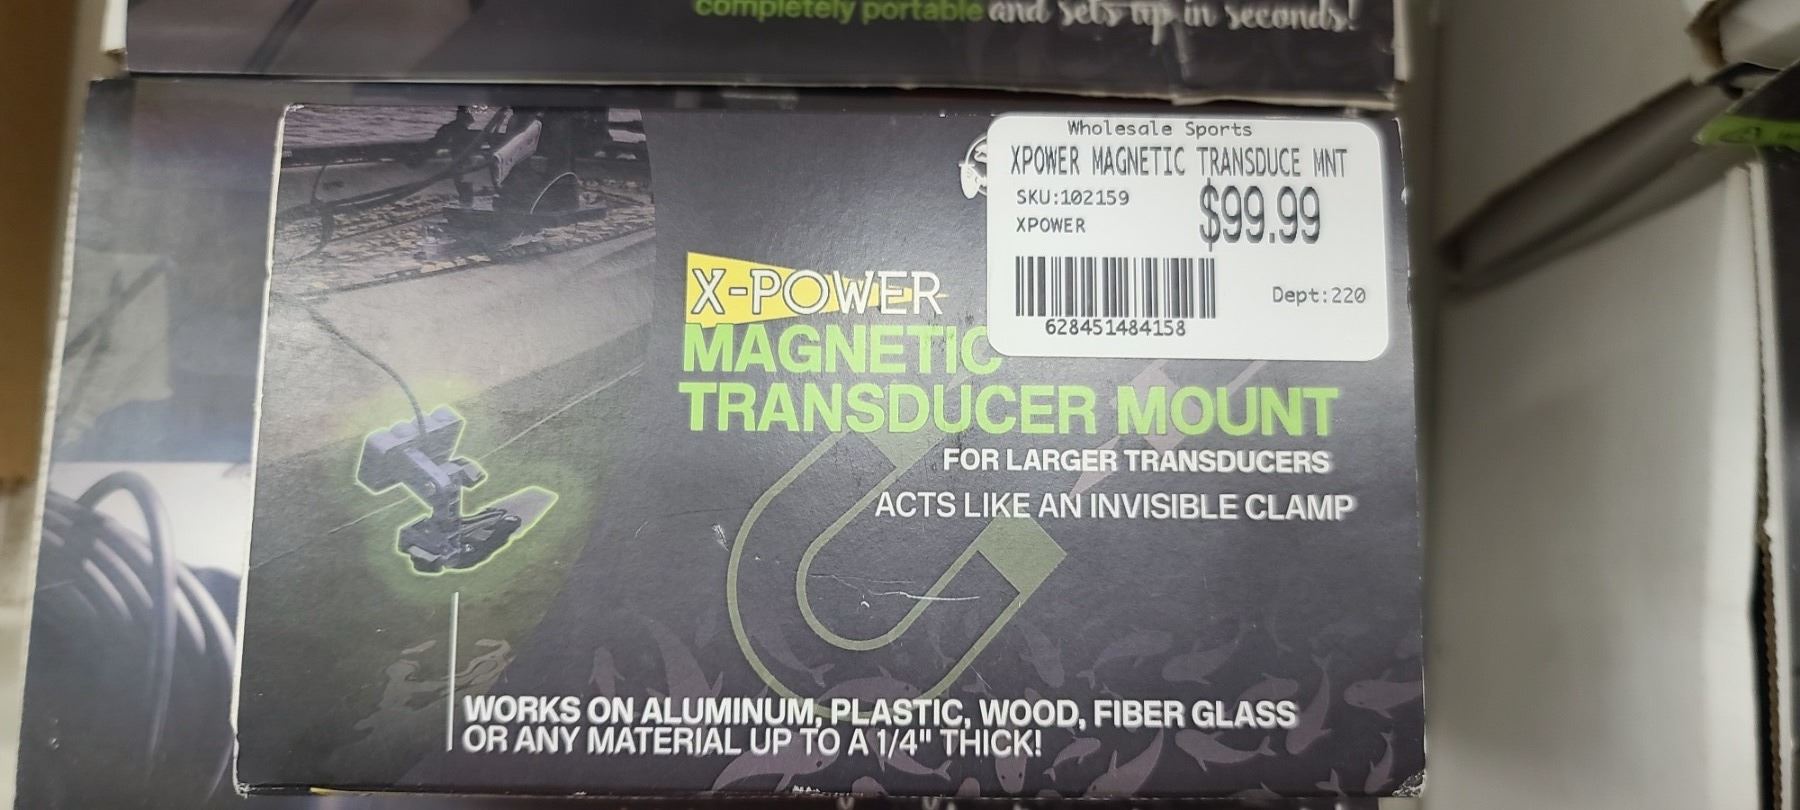 completely portable and sets up in seconds!
Wholesale Sports
XPOWER MAGNETIC TRANSDUCE MNT
SKU:102159
$99.99
XPOWER
Dept:220
628451484158
X-POWER
MAGNETIC
TRANSDUCER MOUNT
FOR LARGER TRANSDUCERS
ACTS LIKE AN INVISIBLE CLAMP
WORKS ON ALUMINUM, PLASTIC, WOOD, FIBER GLASS
OR ANY MATERIAL UP TO A 1/4" THICK!